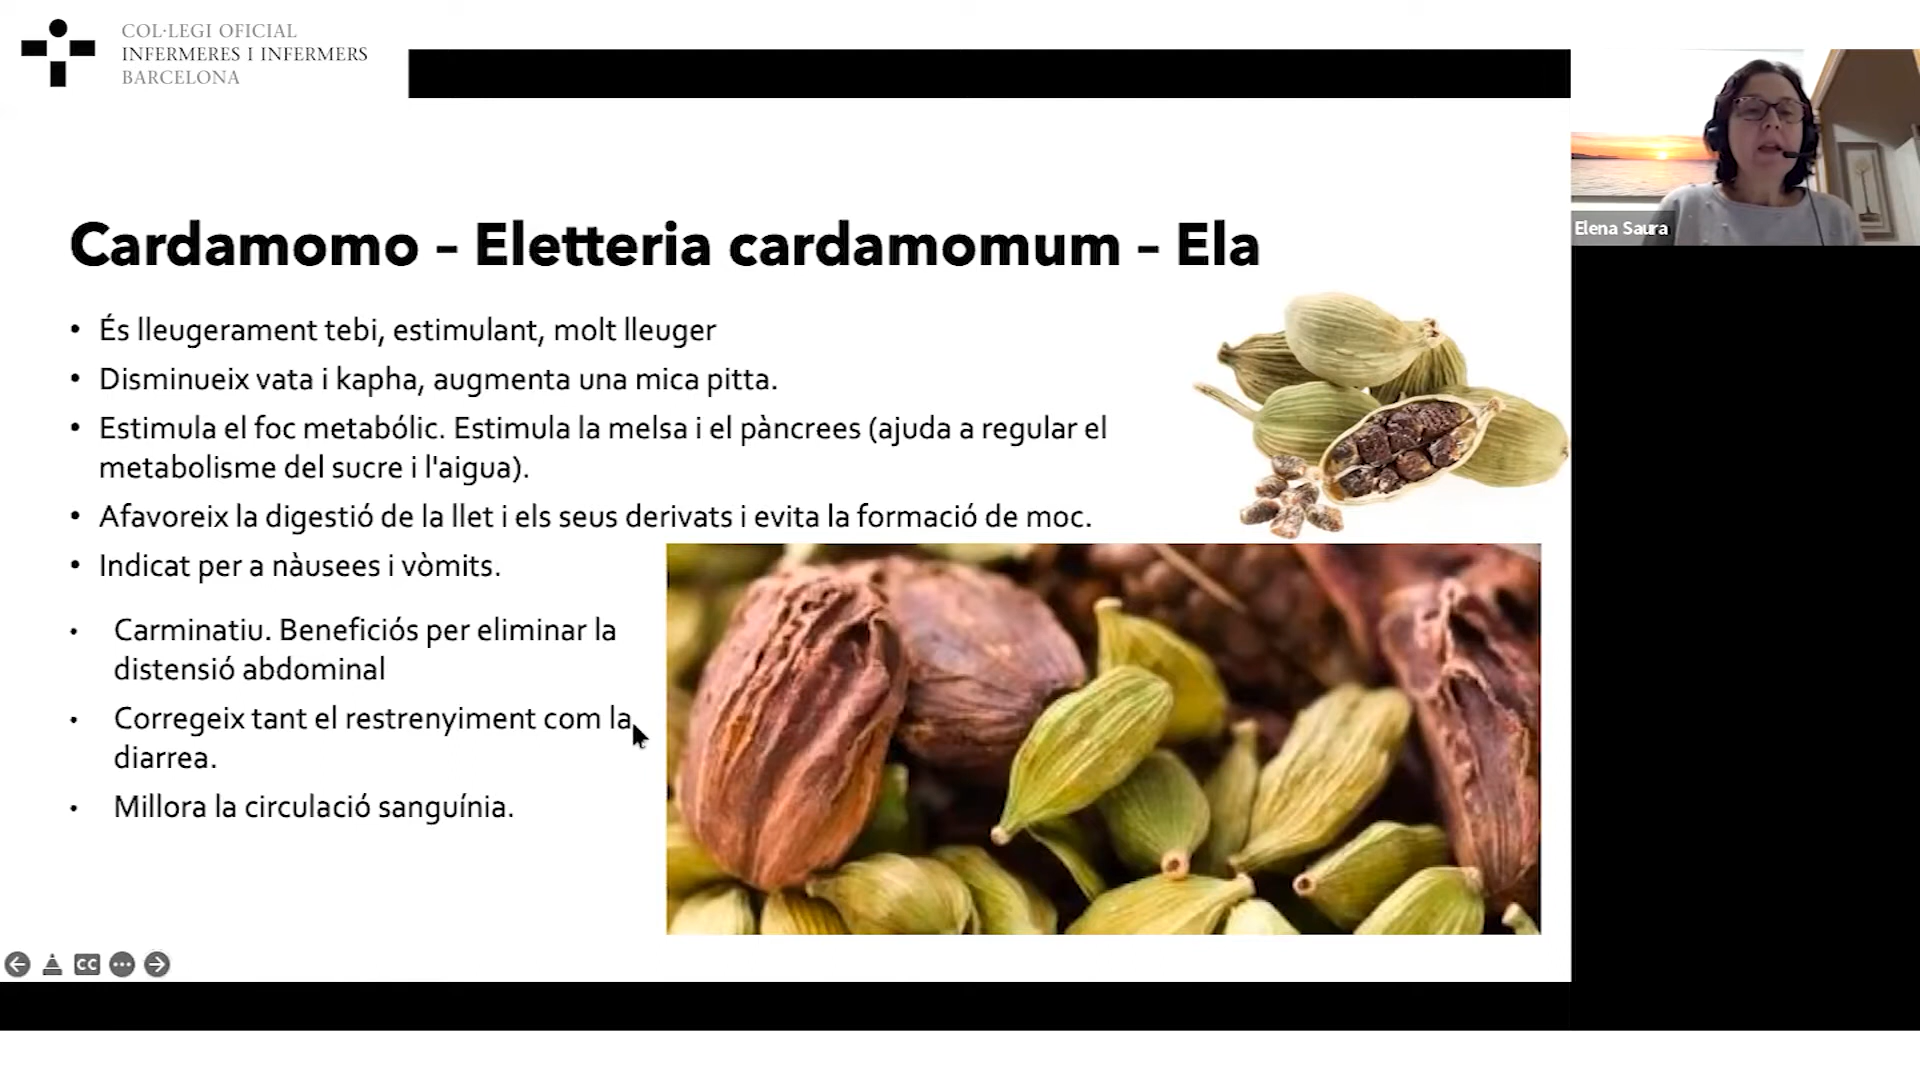 COL·LEGI OFICIAL
INFERMERES I INFERMERS
BARCELONA
Elena Saura
Cardamomo – Eletteria cardamomum – Ela
• És lleugerament tebi, estimulant, molt lleuger
• Disminueix vata i kapha, augmenta una mica pitta.
• Estimula el foc metabólic. Estimula la melsa i el pàncrees (ajuda a regular el
metabolisme del sucre i l'aigua).
• Afavoreix la digestió de la llet i els seus derivats i evita la formació de moc.
• Indicat per a nàusees i vòmits.
• Carminatiu. Beneficiós per eliminar la
distensió abdominal
• Corregeix tant el restrenyiment com la
diarrea.
• Millora la circulació sanguínia.
CC